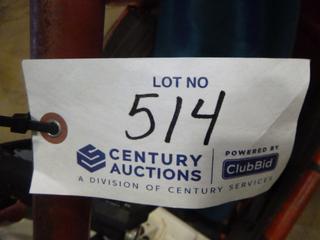 LOT NO
514
CENTURY AUCTIONS
POWERED BY
ClubBid
A DIVISION OF CENTURY SERVICES